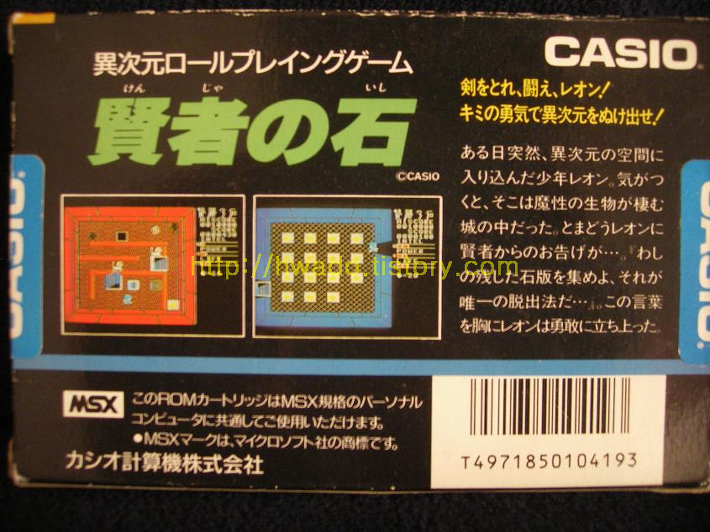 CASIO
異次元ロールプレイングゲーム
けん じゃ いし
賢者の石
©CASIO
剣をとれ、闘え、レオン!
キミの勇気で異次元をぬけ出せ!
ある日突然、異次元の空間に
入り込んだ少年レオン。気がつ
くと、そこは魔性の生物が棲む
城の中だった。とまどうレオンに
賢者からのお告げが…。『わし
の残した石版を集めよ、それが
唯一の脱出法だ…。』この言葉
を胸にレオンは勇敢に立ち上った。
http://hwada.tistory.com
CASIO
CASIO
MSX
このROMカートリッジはMSX規格のパーソナル
コンピュータに共通してご使用いただけます。
●MSXマークは、マイクロソフト社の商標です。
カシオ計算機株式会社
T4971850104193